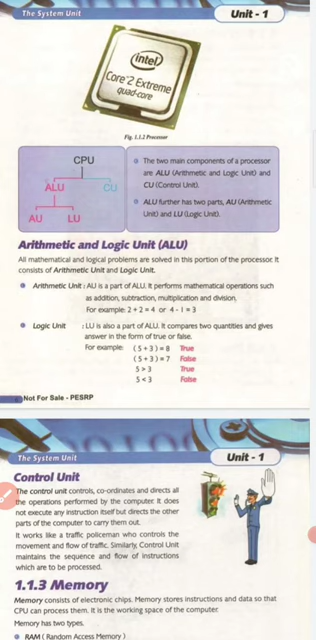 The System Unit
Unit - 1
intel
Core™2 Extreme
quad-core
Fig. 1.1.2 Processor
CPU
ALU
CU
AU
LU
The two main components of a processor
are ALU (Arithmetic and Logic Unit) and
CU (Control Unit).
ALU further has two parts, AU (Arithmetic
Unit) and LU (Logic Unit).
Arithmetic and Logic Unit (ALU)
All mathematical and logical problems are solved in this portion of the processor. It
consists of Arithmetic Unit and Logic Unit.
Arithmetic Unit : AU is a part of ALU. It performs mathematical operations such
as addition, subtraction, multiplication and division.
For example: 2 + 2 = 4 or 4 - 1 = 3
Logic Unit : LU is also a part of ALU. It compares two quantities and gives
answer in the form of true or false.
For example: ( 5 + 3 ) = 8 True
( 5 + 3 ) = 7 False
5 > 3 True
5 < 3 False
Not For Sale - PESRP
The System Unit
Unit - 1
Control Unit
The control unit controls, co-ordinates and directs all
the operations performed by the computer. It does
not execute any instruction itself but directs the other
parts of the computer to carry them out.
It works like a traffic policeman who controls the
movement and flow of traffic. Similarly, Control Unit
maintains the sequence and flow of instructions
which are to be processed.
1.1.3 Memory
Memory consists of electronic chips. Memory stores instructions and data so that
CPU can process them. It is the working space of the computer.
Memory has two types.
RAM ( Random Access Memory )